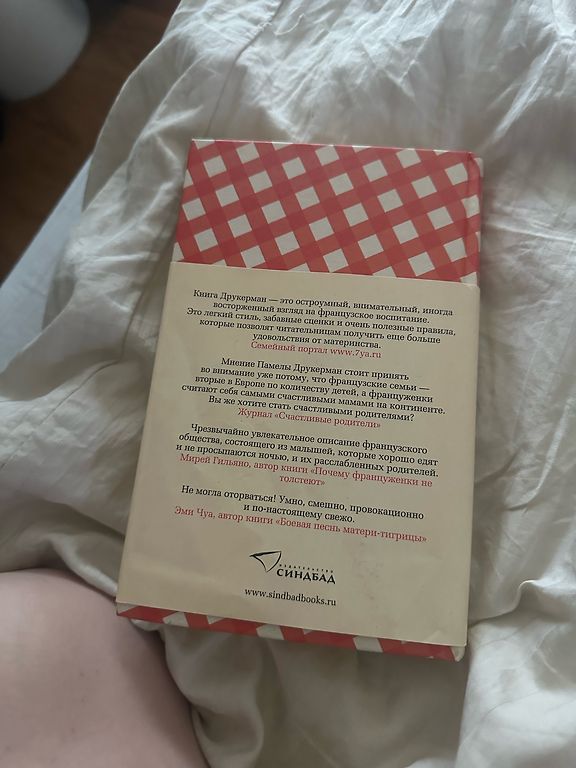 Книга Друкерман — это остроумный, внимательный, иногда
восторженный взгляд на французское воспитание.
Это легкий стиль, забавные сценки и очень полезные правила,
которые позволят читательницам получить еще больше
удовольствия от материнства.
Семейный портал www.7ya.ru
Мнение Памелы Друкерман стоит принять
во внимание уже потому, что французские семьи —
вторые в Европе по количеству детей, а француженки
считают себя самыми счастливыми мамами на континенте.
Вы же хотите стать счастливыми родителями?
Журнал «Счастливые родители»
Чрезвычайно увлекательное описание французского
общества, состоящего из малышей, которые хорошо едят
и не просыпаются ночью, и их расслабленных родителей.
Мирей Гильяно, автор книги «Почему француженки не
толстеют»
Не могла оторваться! Умно, смешно, провокационно
и по-настоящему свежо.
Эми Чуа, автор книги «Боевая песнь матери-тигрицы»
ИЗДАТЕЛЬСТВО
СИНДБАД
www.sindbadbooks.ru